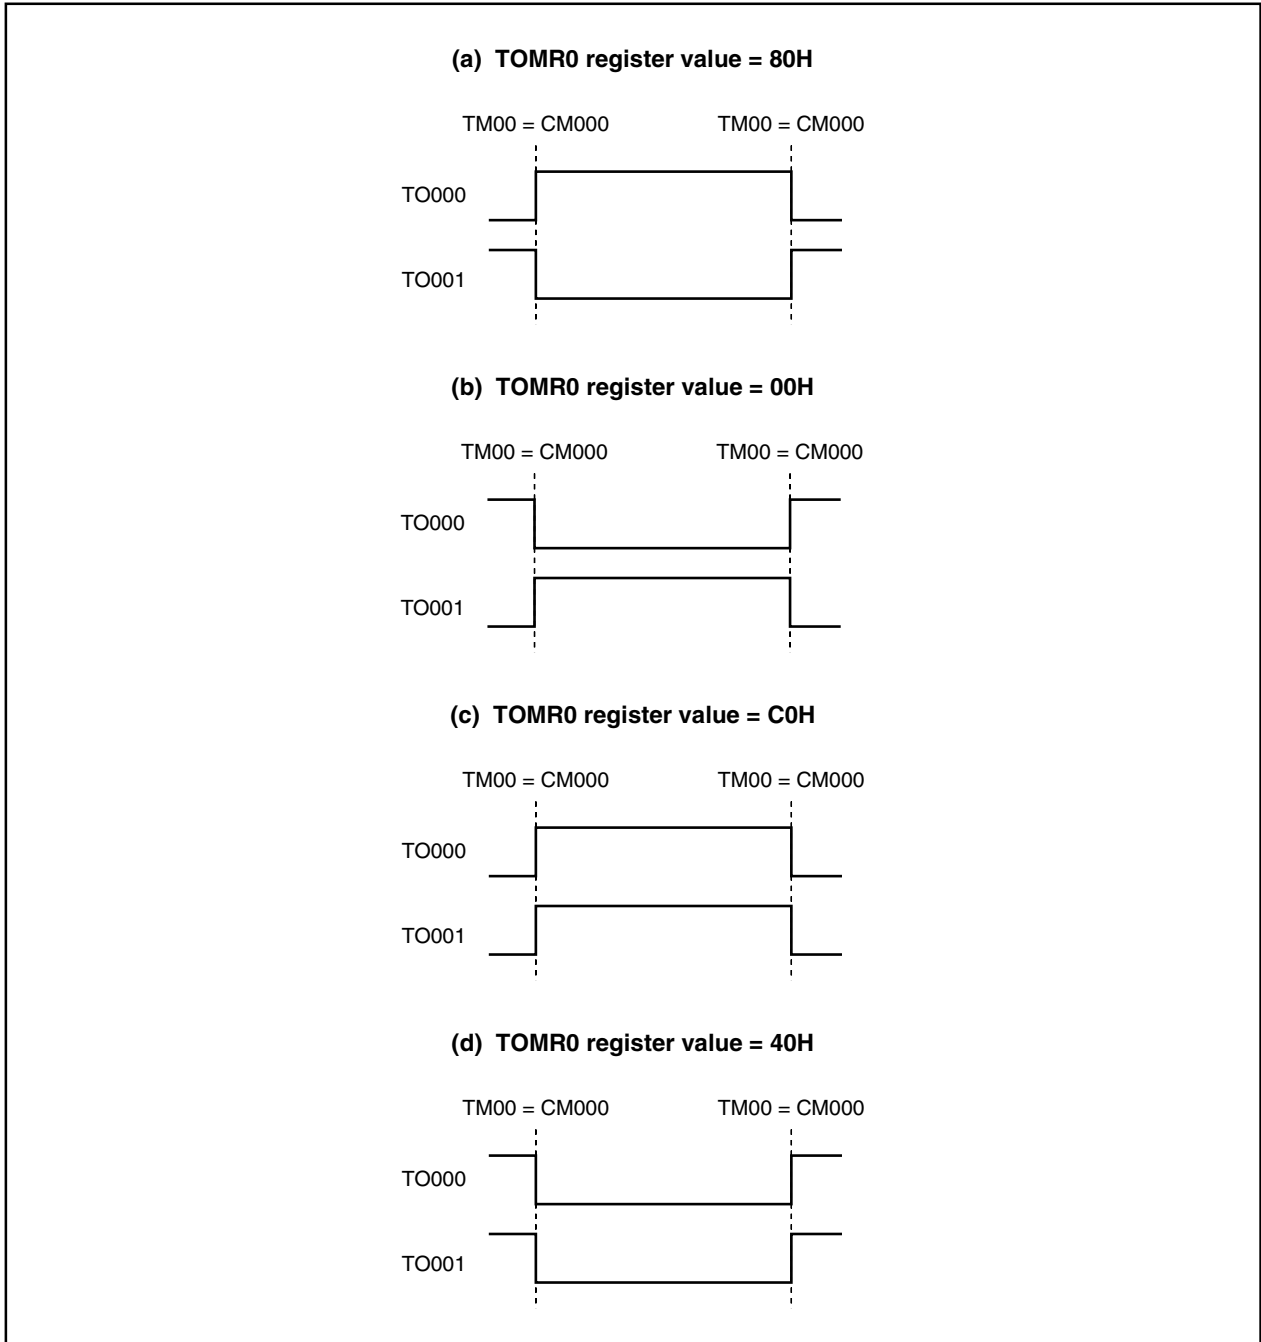 (a) TOMR0 register value = 80H
TM00 = CM000 TM00 = CM000
TO000
TO001
(b) TOMR0 register value = 00H
TM00 = CM000 TM00 = CM000
TO000
TO001
(c) TOMR0 register value = C0H
TM00 = CM000 TM00 = CM000
TO000
TO001
(d) TOMR0 register value = 40H
TM00 = CM000 TM00 = CM000
TO000
TO001